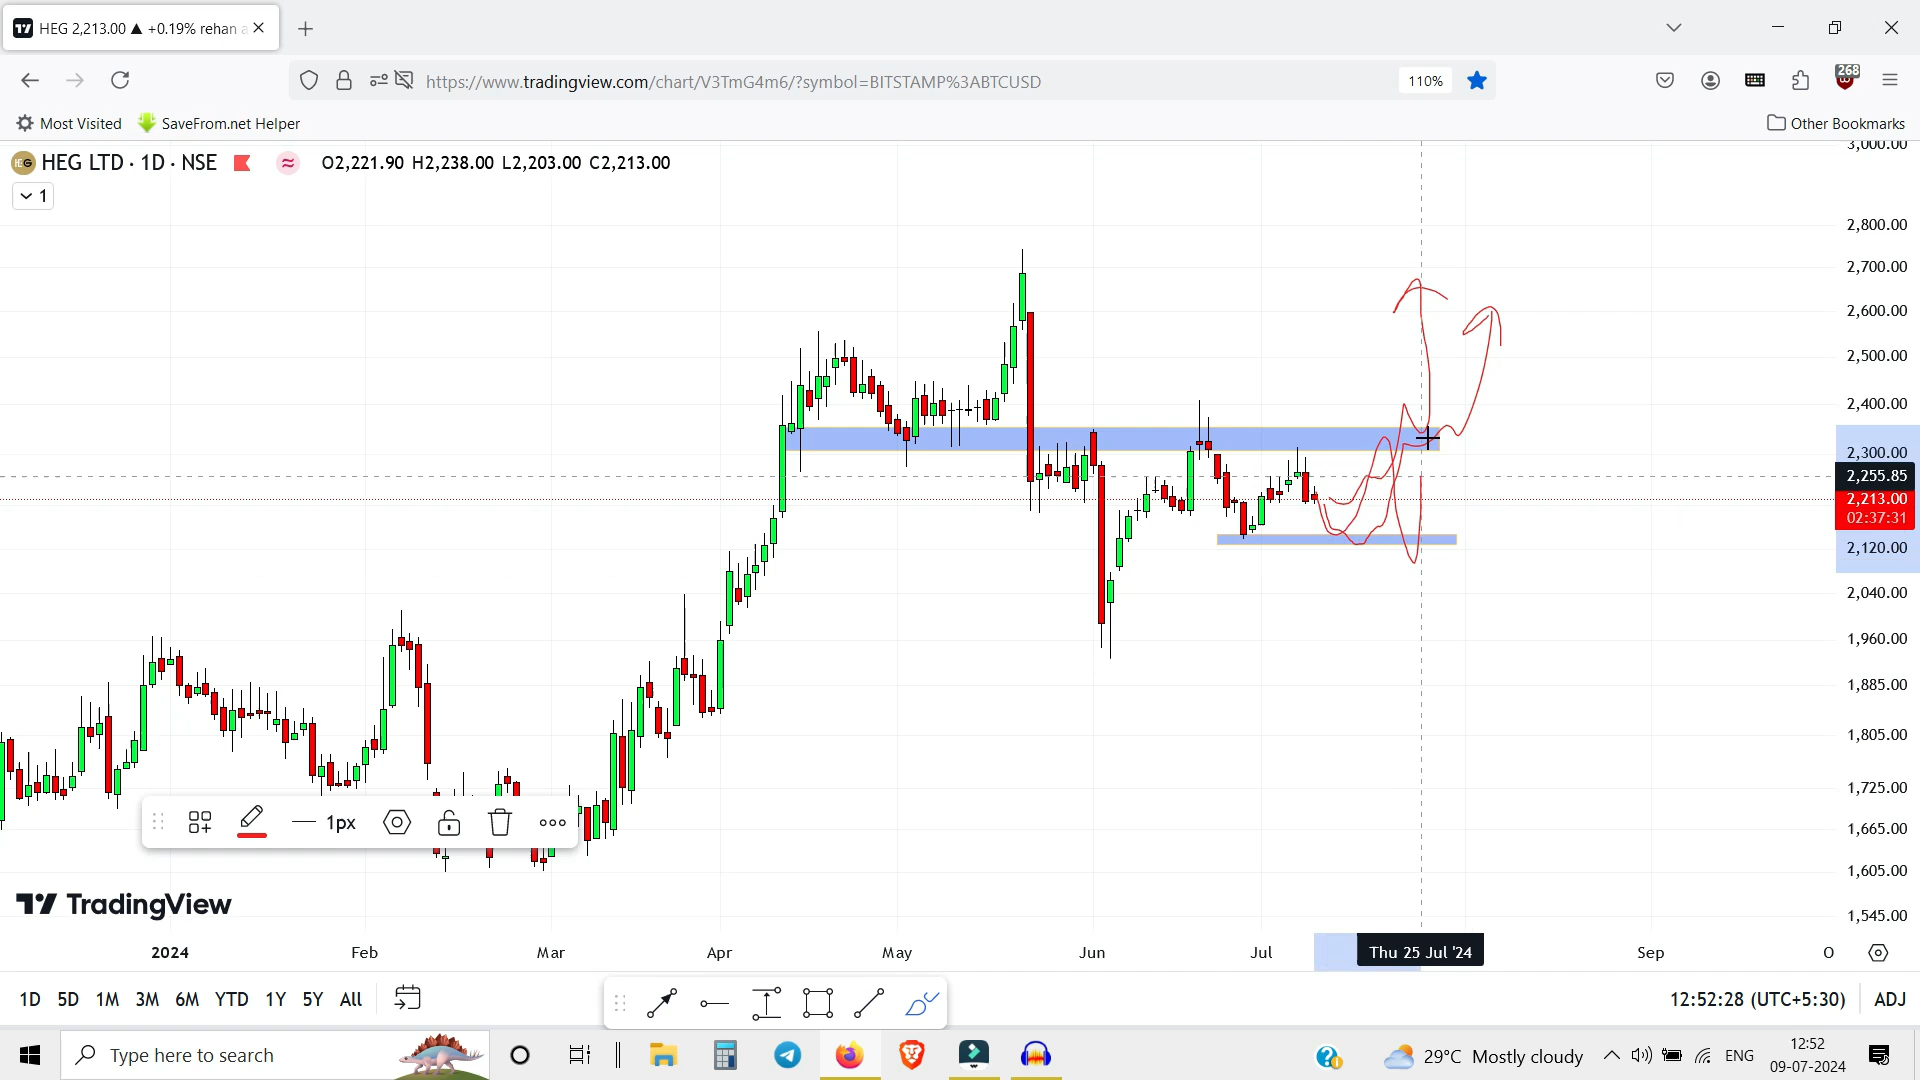 HEG 2,213.00 ▲ +0.19% rehan a
https://www.tradingview.com/chart/V3TmG4m6/?symbol=BITSTAMP%3ABTCUSD
110%
268
Most Visited
SaveFrom.net Helper
Other Bookmarks
HEG LTD · 1D · NSE
O2,221.90 H2,238.00 L2,203.00 C2,213.00
1
3,000.00
2,800.00
2,700.00
2,600.00
2,500.00
2,400.00
2,300.00
2,255.85
2,213.00
02:37:31
2,120.00
2,040.00
1,960.00
1,885.00
1,805.00
1,725.00
1,665.00
1,605.00
1,545.00
1px
TradingView
2024 Feb Mar Apr May Jun Jul Thu 25 Jul '24 Sep O
1D 5D 1M 3M 6M YTD 1Y 5Y All
12:52:28 (UTC+5:30) ADJ
Type here to search
29°C Mostly cloudy
ENG
12:52
09-07-2024